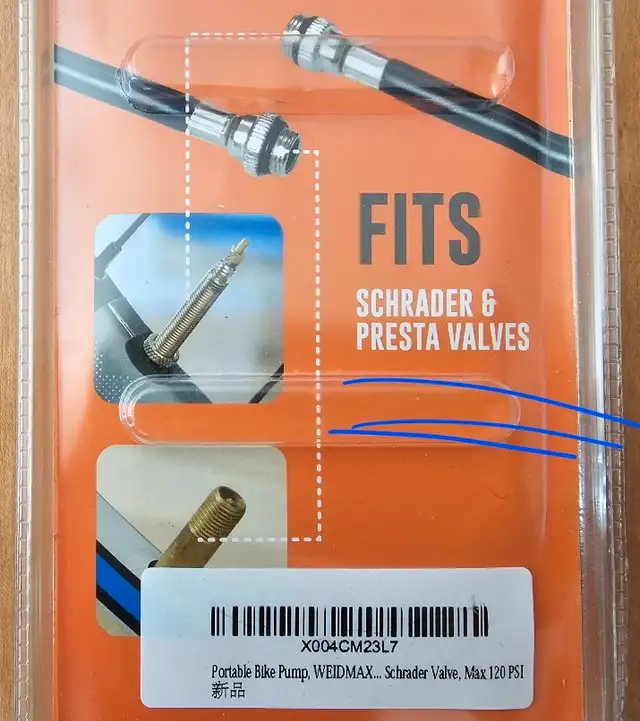 FITS
SCHRADER &
PRESTA VALVES
X004CM23L7
Portable Bike Pump, WEIDMAX... Schrader Valve, Max 120 PSI
新品